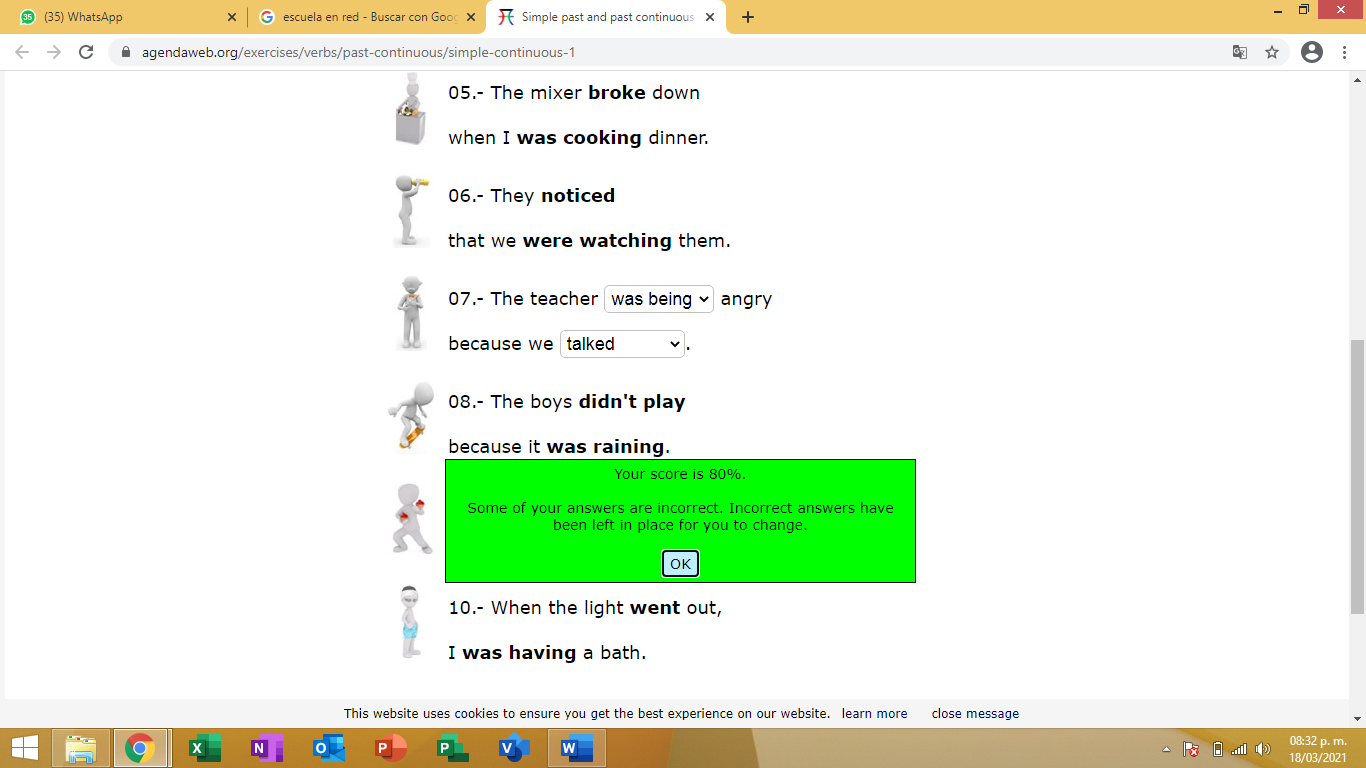 (35) WhatsApp
escuela en red - Buscar con Goo
Simple past and past continuous
agendaweb.org/exercises/verbs/past-continuous/simple-continuous-1
05.- The mixer broke down
when I was cooking dinner.
06.- They noticed
that we were watching them.
07.- The teacher was being angry
because we talked.
08.- The boys didn't play
because it was raining.
Your score is 80%.
Some of your answers are incorrect. Incorrect answers have
been left in place for you to change.
OK
10.- When the light went out,
I was having a bath.
This website uses cookies to ensure you get the best experience on our website. learn more close message
08:32 p. m.
18/03/2021